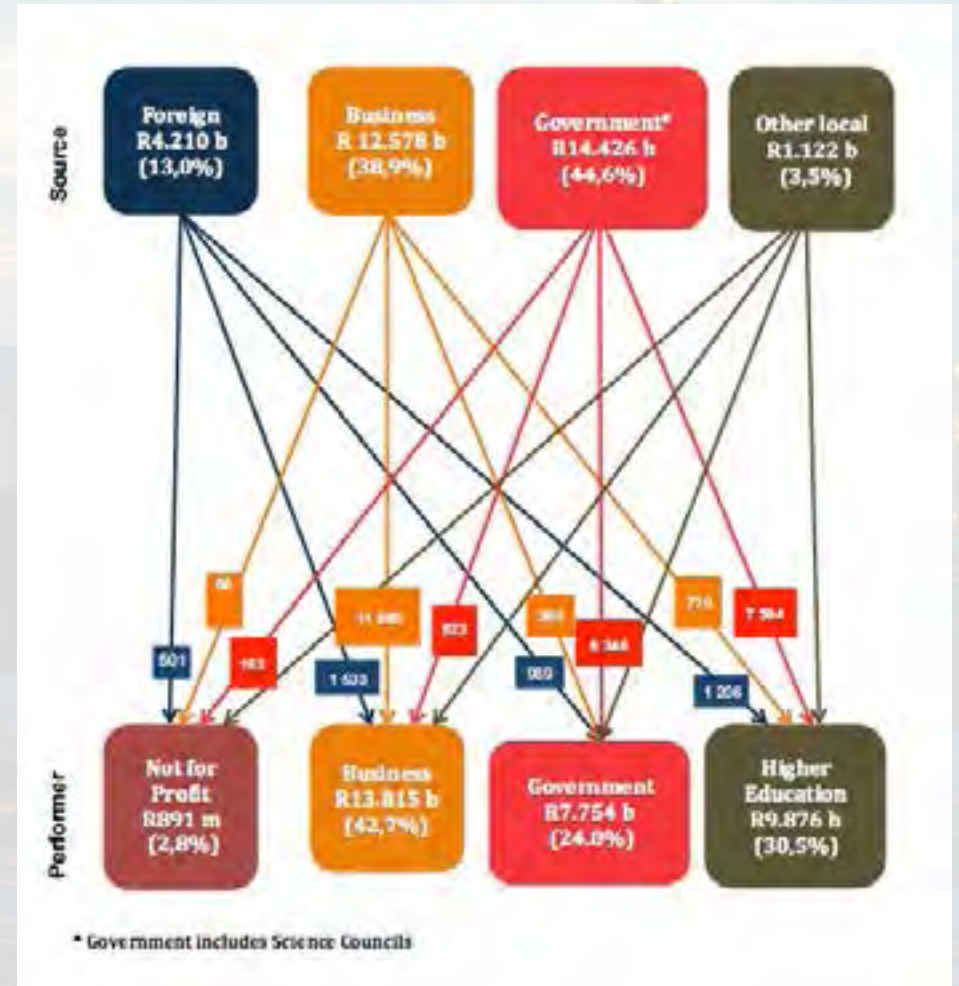 Source
Foreign
R4.210 b
(13,0%)
Business
R 12.578 b
(38,9%)
Government*
R14.426 b
(44,6%)
Other local
R1.122 b
(3,5%)
501
1 533
1 206
Performer
Not for
Profit
R891 m
(2,8%)
Business
R13.815 b
(42,7%)
Government
R7.754 b
(24.0%)
Higher
Education
R9.876 b
(30,5%)
* Government includes Science Councils